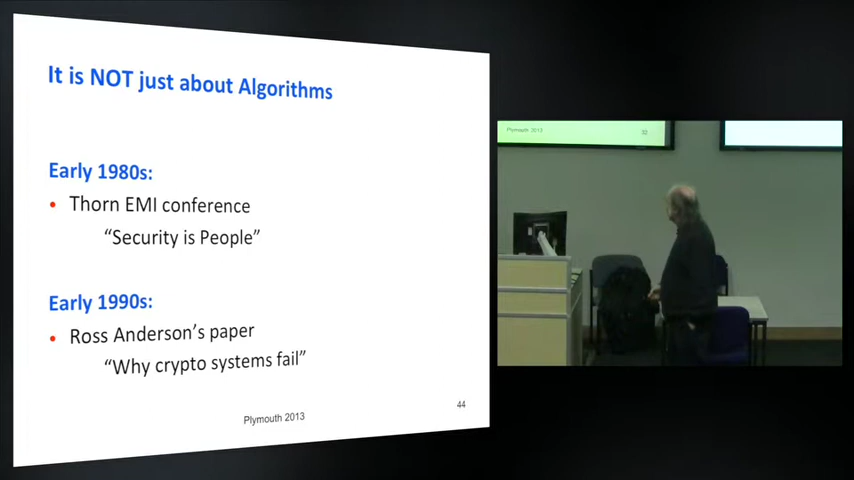 It is NOT just about Algorithms
Early 1980s:
• Thorn EMI conference
“Security is People”
Early 1990s:
• Ross Anderson’s paper
“Why crypto systems fail”
Plymouth 2013
44
Plymouth 2013
32